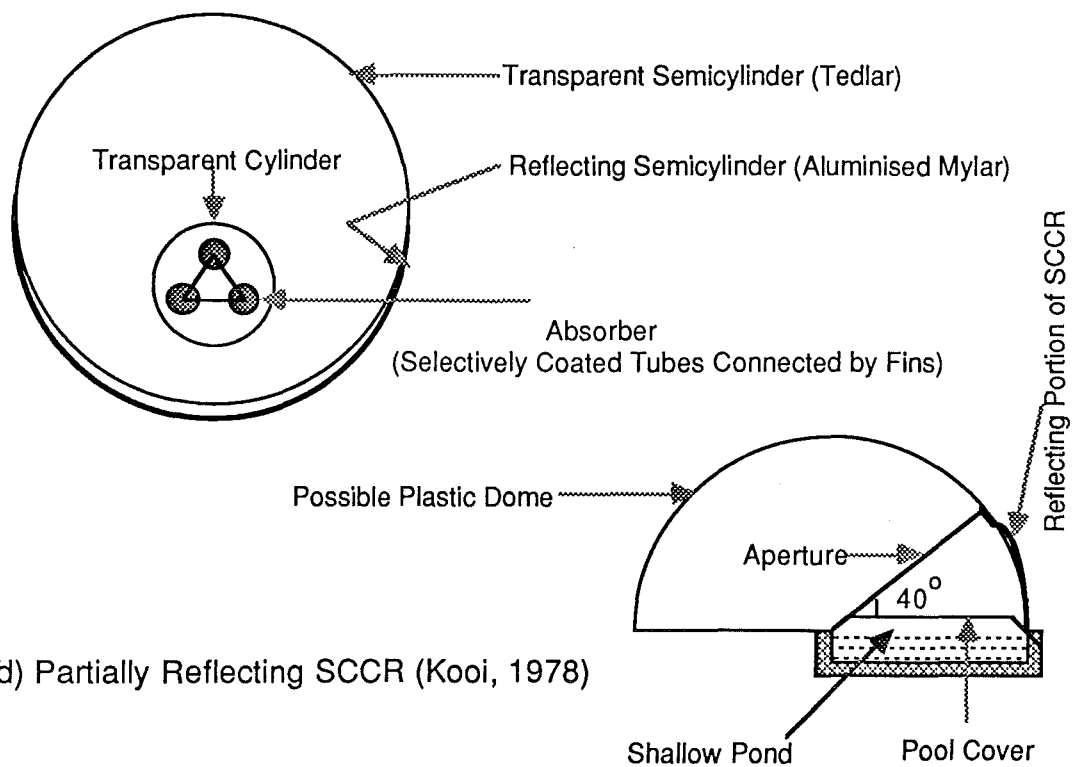 Transparent Semicylinder (Tedlar)
Transparent Cylinder
Reflecting Semicylinder (Aluminised Mylar)
Absorber
(Selectively Coated Tubes Connected by Fins)
Reflecting Portion of SCCR
Possible Plastic Dome
Aperture
40°
d) Partially Reflecting SCCR (Kooi, 1978)
Shallow Pond
Pool Cover